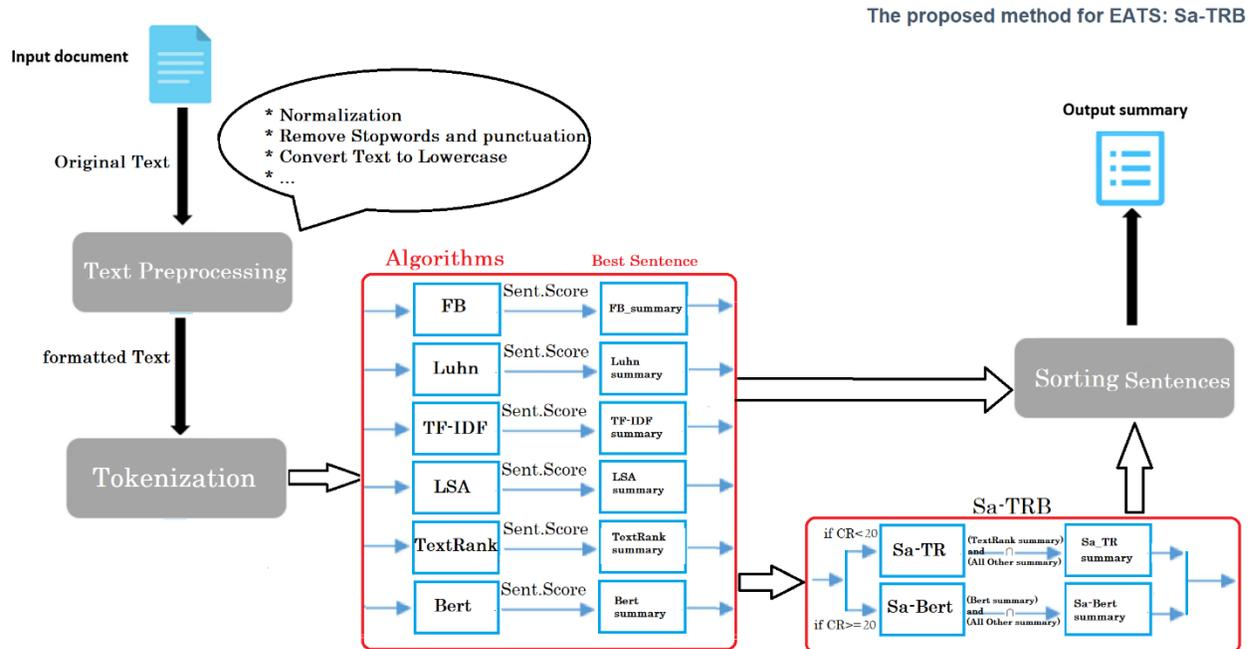 The proposed method for EATS: Sa-TRB
Input document
* Normalization
* Remove Stopwords and punctuation
* Convert Text to Lowercase
* ...
Original Text
Text Preprocessing
formatted Text
Tokenization
Algorithms
Best Sentence
FB
Sent.Score
FB_summary
Luhn
Sent.Score
Luhn
summary
TF-IDF
Sent.Score
TF-IDF
summary
LSA
Sent.Score
LSA
summary
TextRank
Sent.Score
TextRank
summary
Bert
Sent.Score
Bert
summary
Output summary
Sorting Sentences
Sa-TRB
if CR<20
Sa-TR
(TextRank summary)
and ∩
(All Other summary)
Sa_TR
summary
if CR>=20
Sa-Bert
(Bert summary)
and ∩
(All Other summary)
Sa-Bert
summary